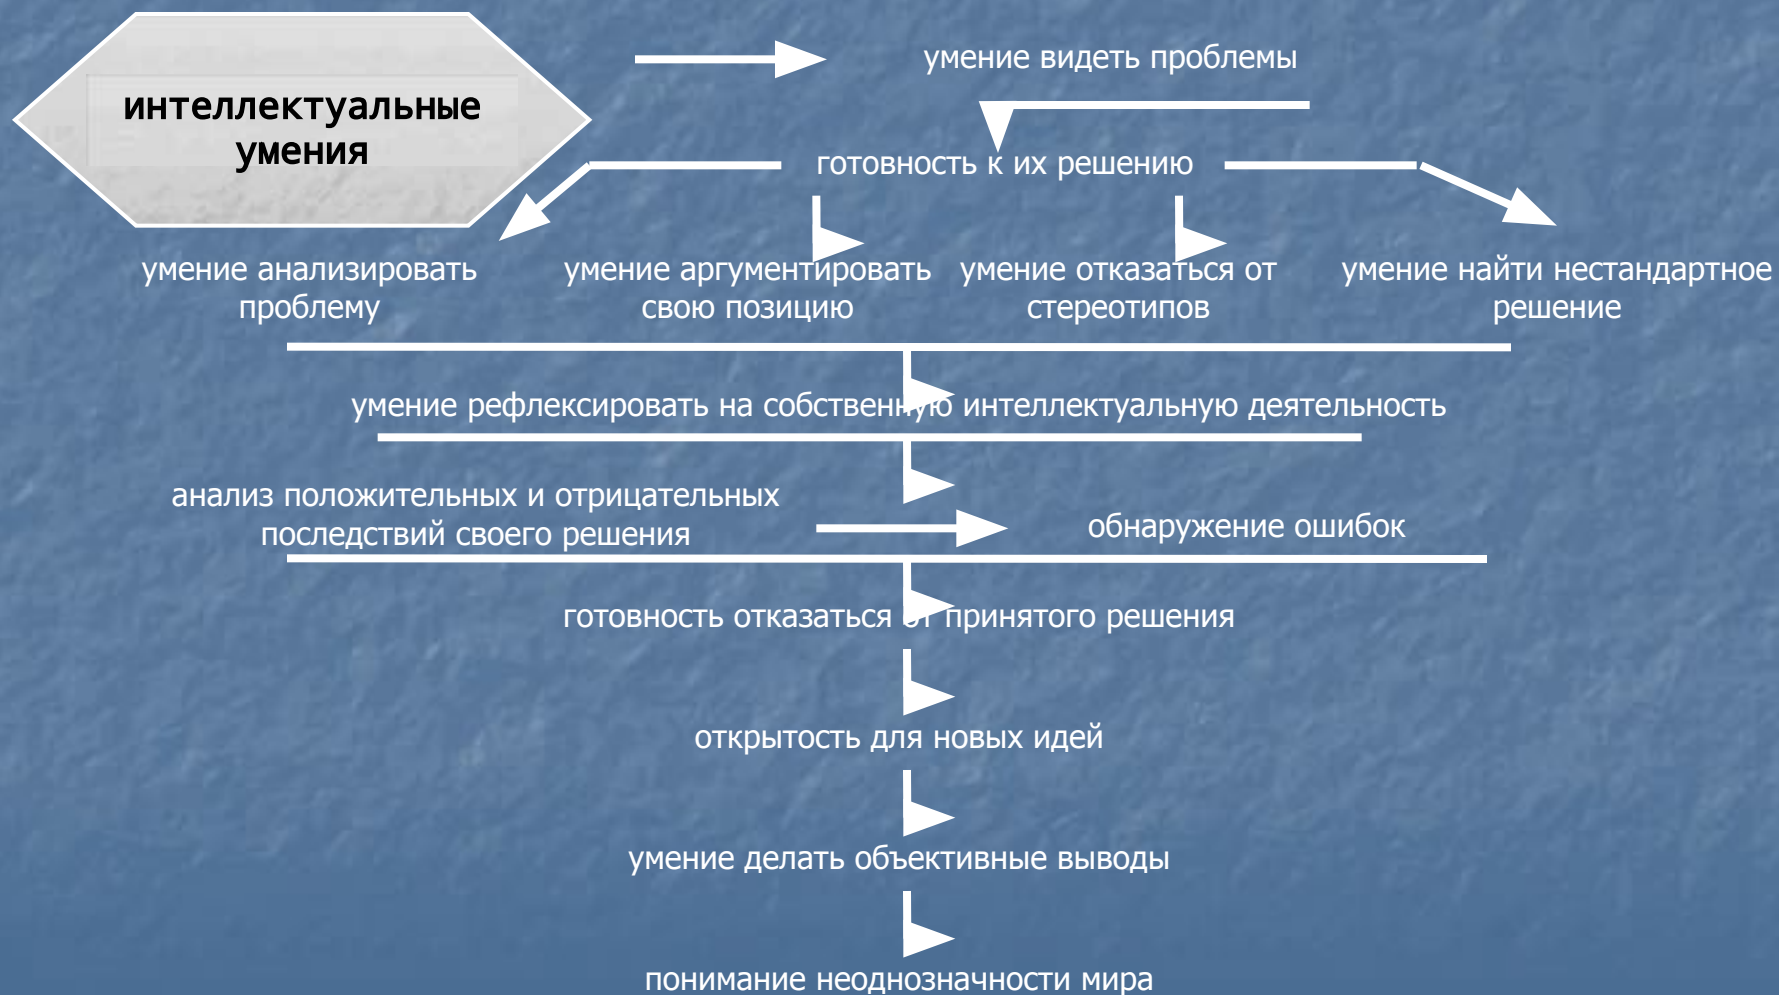 интеллектуальные
умения
умение видеть проблемы
готовность к их решению
умение анализировать
проблему
умение аргументировать
свою позицию
умение отказаться от
стереотипов
умение найти нестандартное
решение
умение рефлексировать на собственную интеллектуальную деятельность
анализ положительных и отрицательных
последствий своего решения
обнаружение ошибок
готовность отказаться от принятого решения
открытость для новых идей
умение делать объективные выводы
понимание неоднозначности мира